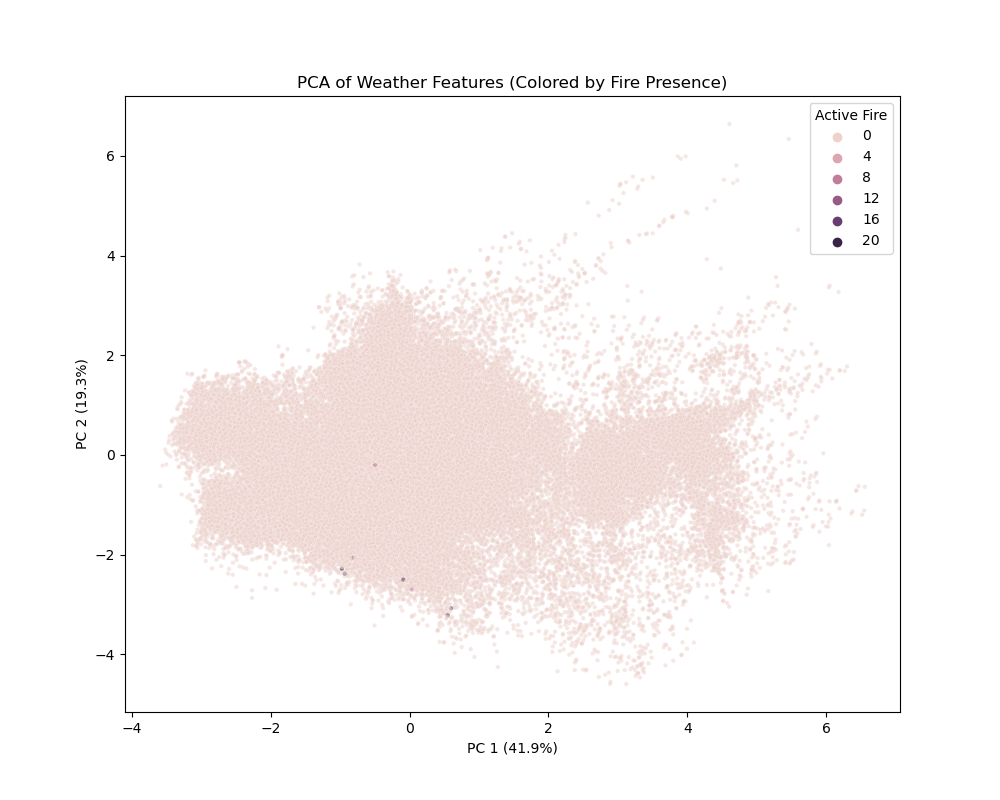 PCA of Weather Features (Colored by Fire Presence)
Active Fire
0
4
8
12
16
20
6
4
2
0
−2
−4
PC 2 (19.3%)
−4 −2 0 2 4 6
PC 1 (41.9%)